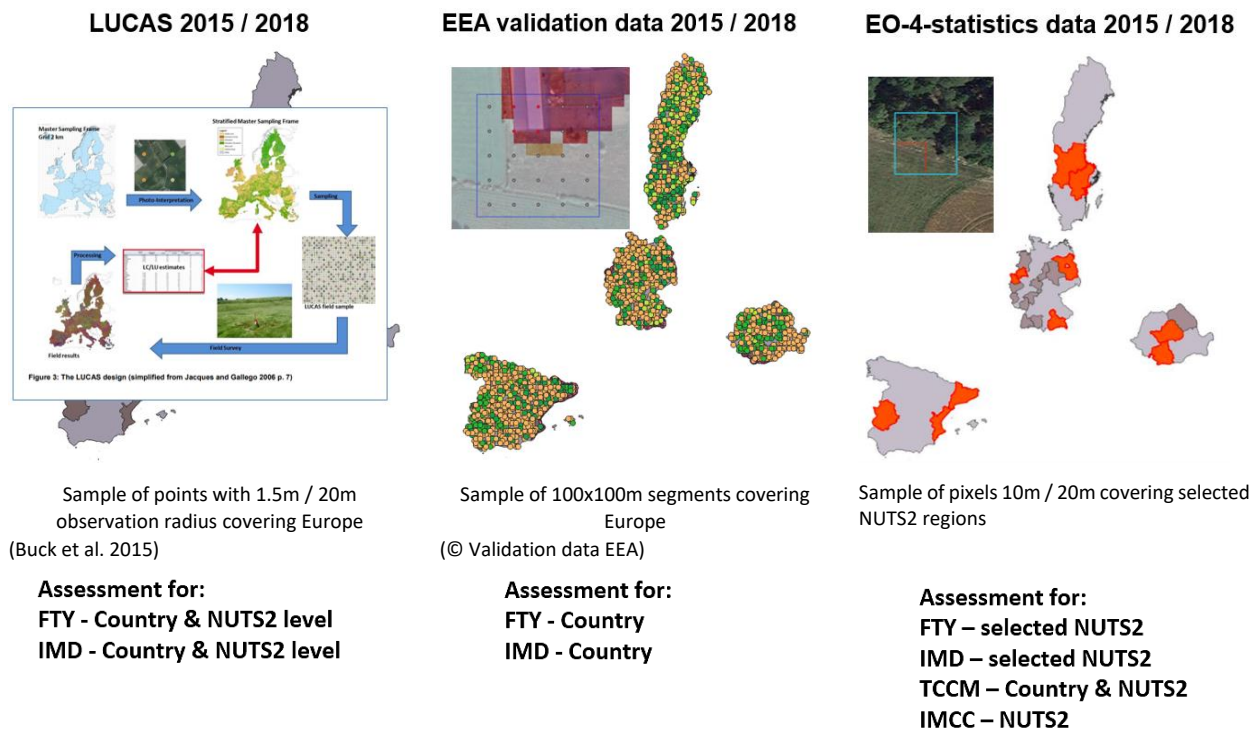 LUCAS 2015 / 2018
Master Sampling Frame
Grid 2 km
Stratified Master Sampling Frame
Photo-Interpretation
Sampling
Processing
LC/LU estimates
LUCAS field sample
Field Survey
Field results
Figure 3: The LUCAS design (simplified from Jacques and Gallego 2006 p. 7)
Sample of points with 1.5m / 20m
observation radius covering Europe
(Buck et al. 2015)
Assessment for:
FTY - Country & NUTS2 level
IMD - Country & NUTS2 level
EEA validation data 2015 / 2018
Sample of 100x100m segments covering
Europe
(© Validation data EEA)
Assessment for:
FTY - Country
IMD - Country
EO-4-statistics data 2015 / 2018
Sample of pixels 10m / 20m covering selected
NUTS2 regions
Assessment for:
FTY – selected NUTS2
IMD – selected NUTS2
TCCM – Country & NUTS2
IMCC – NUTS2